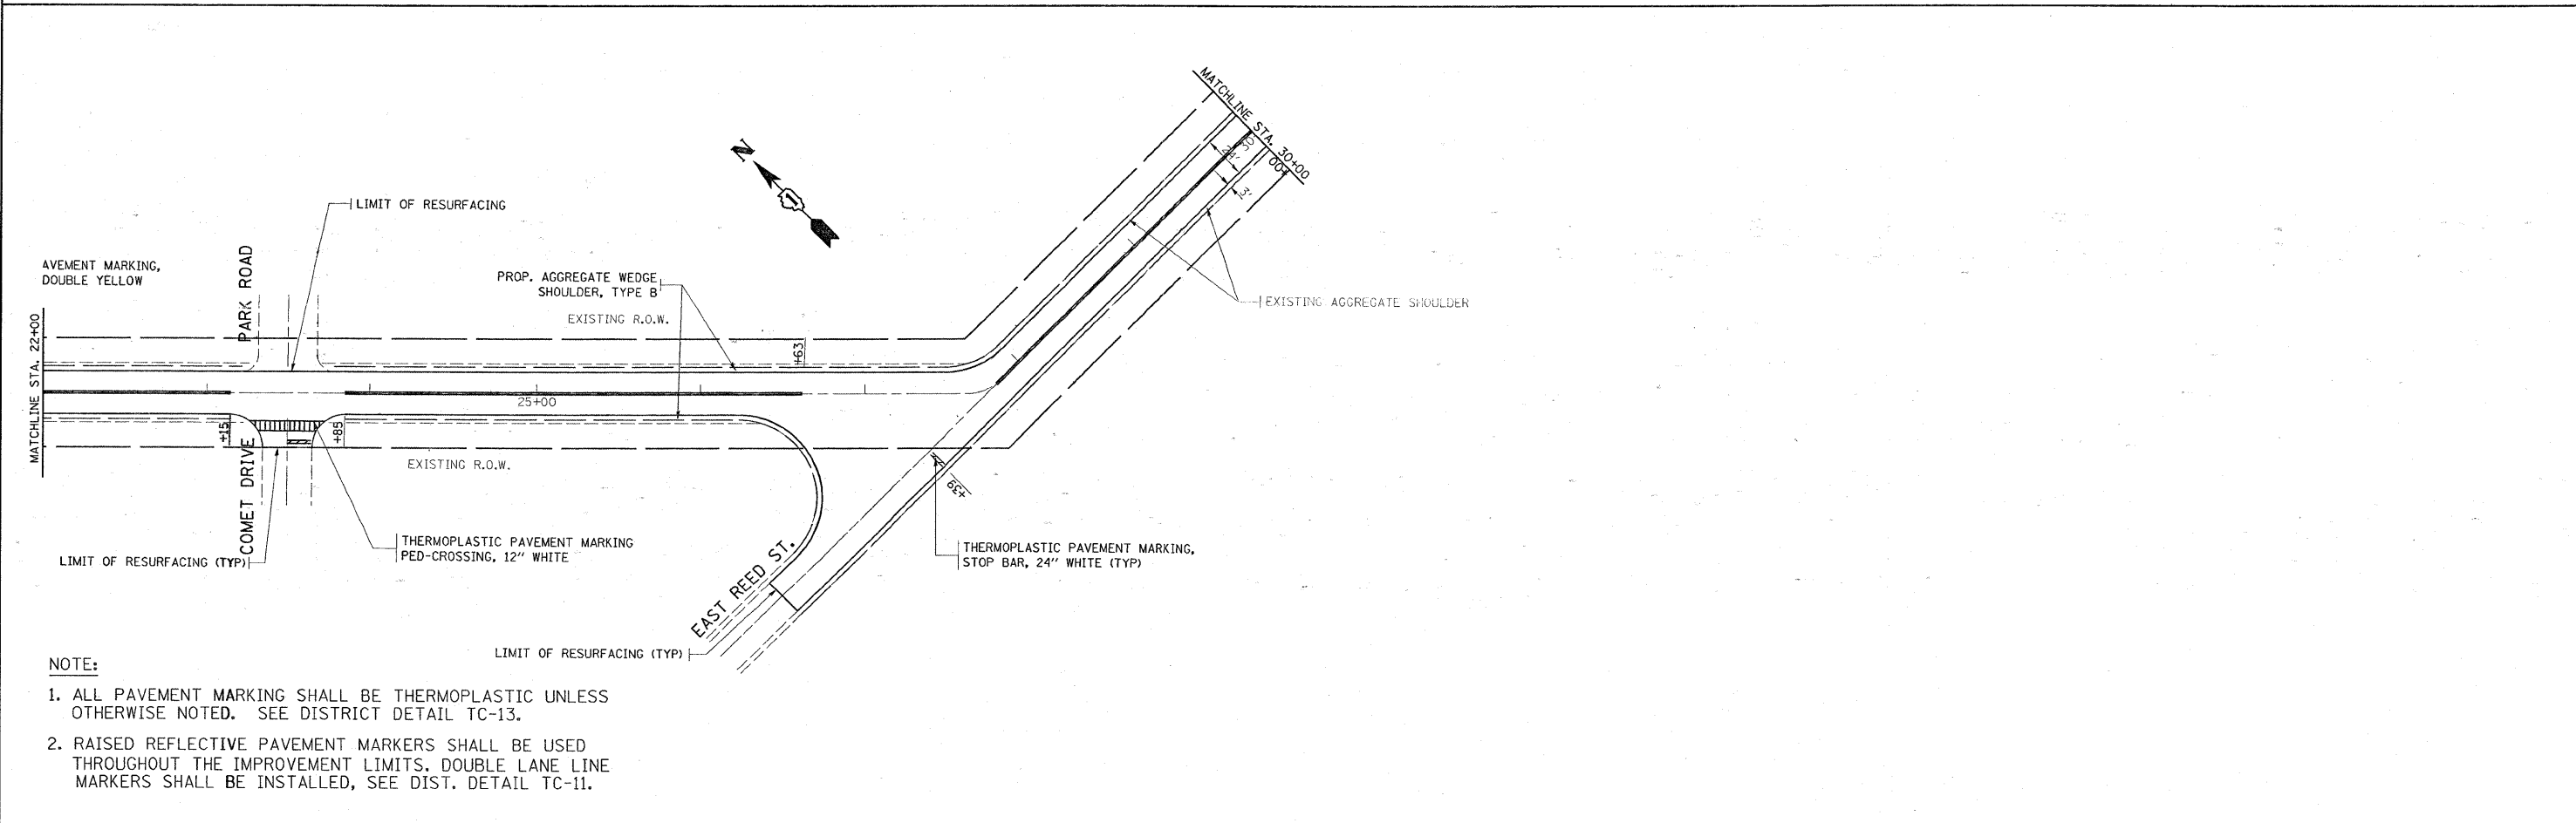 MATCHLINE STA. 30+00
30
+00
24'
3'
N
1
LIMIT OF RESURFACING
AVEMENT MARKING,
DOUBLE YELLOW
PARK ROAD
PROP. AGGREGATE WEDGE
SHOULDER, TYPE B
EXISTING R.O.W.
EXISTING AGGREGATE SHOULDER
MATCHLINE STA. 22+00
+63
25+00
+15
+85
COMET DRIVE
EXISTING R.O.W.
+39
THERMOPLASTIC PAVEMENT MARKING
PED-CROSSING, 12" WHITE
LIMIT OF RESURFACING (TYP)
THERMOPLASTIC PAVEMENT MARKING,
STOP BAR, 24" WHITE (TYP)
EAST REED ST.
LIMIT OF RESURFACING (TYP)
NOTE:
1. ALL PAVEMENT MARKING SHALL BE THERMOPLASTIC UNLESS
OTHERWISE NOTED. SEE DISTRICT DETAIL TC-13.
2. RAISED REFLECTIVE PAVEMENT MARKERS SHALL BE USED
THROUGHOUT THE IMPROVEMENT LIMITS. DOUBLE LANE LINE
MARKERS SHALL BE INSTALLED, SEE DIST. DETAIL TC-11.